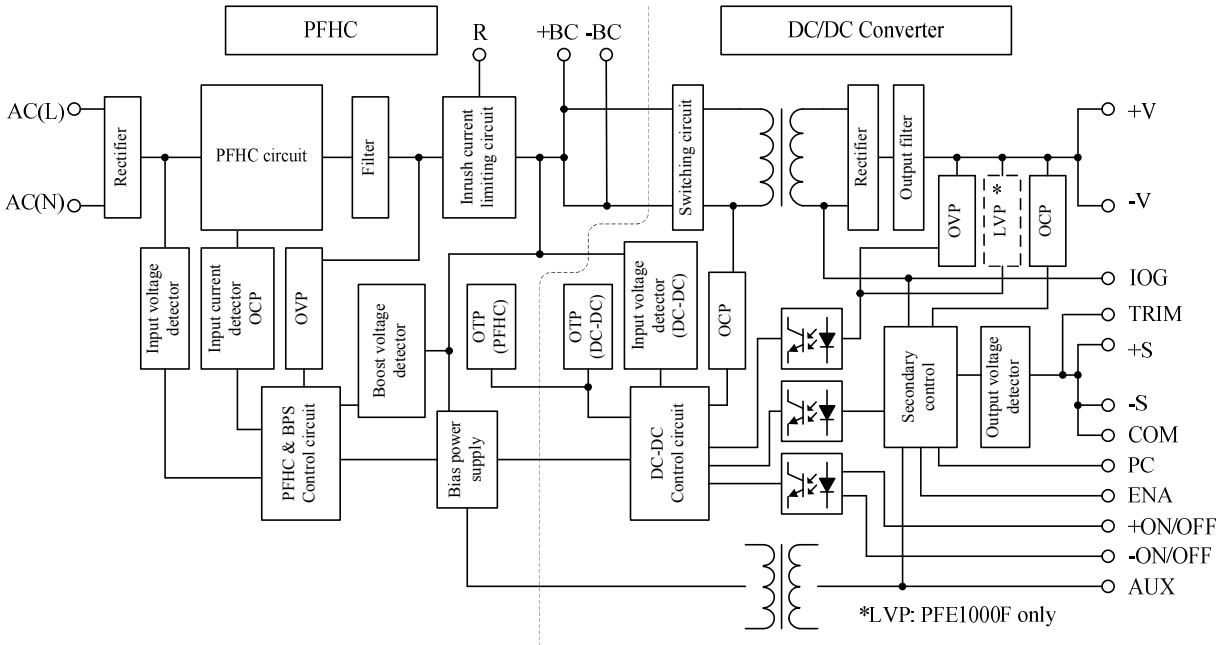 PFHC
DC/DC Converter
R
+BC
-BC
AC(L)
AC(N)
Rectifier
PFHC circuit
Filter
Inrush current
limiting circuit
Switching circuit
Rectifier
Output filter
+V
-V
OVP
LVP *
OCP
IOG
TRIM
+S
-S
COM
PC
ENA
+ON/OFF
-ON/OFF
AUX
Input voltage
detector
Input current
detector
OCP
OVP
Boost voltage
detector
OTP
(PFHC)
OTP
(DC-DC)
Input voltage
detector
(DC-DC)
OCP
Secondary
control
Output voltage
detector
PFHC & BPS
Control circuit
Bias power
supply
DC-DC
Control circuit
*LVP: PFE1000F only